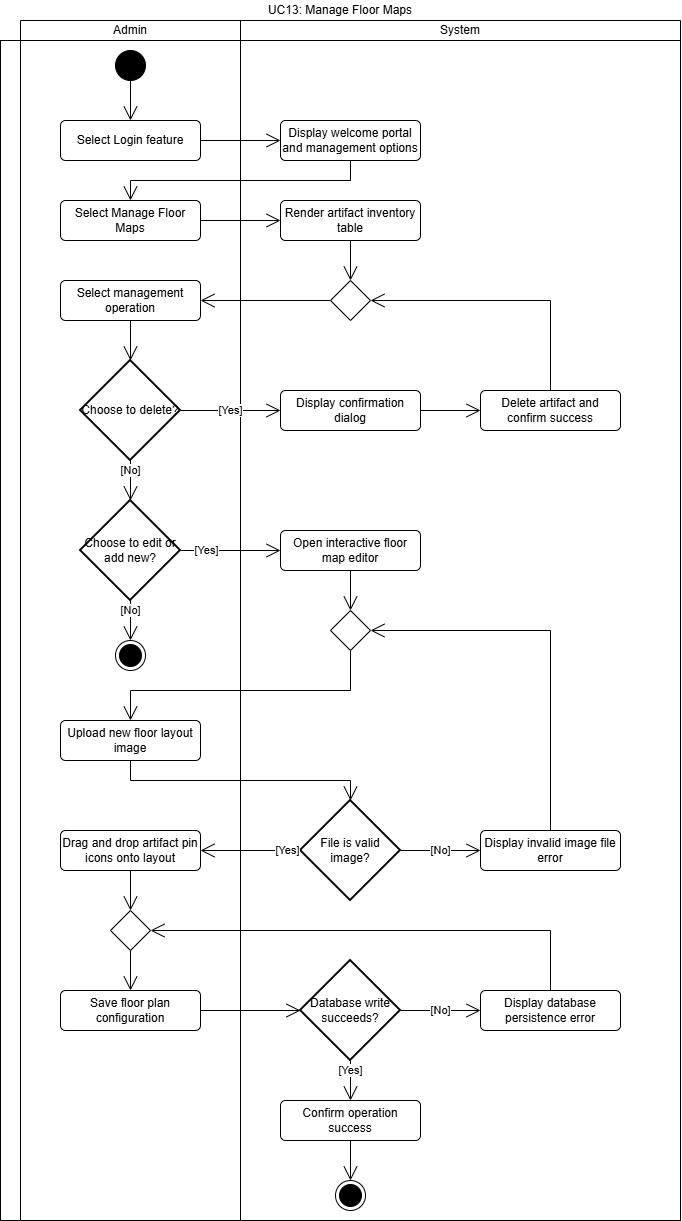 UC13: Manage Floor Maps
Admin
System
Select Login feature
Display welcome portal
and management options
Select Manage Floor
Maps
Render artifact inventory
table
Select management
operation
Choose to delete?
[Yes]
Display confirmation
dialog
Delete artifact and
confirm success
[No]
Choose to edit or
add new?
[Yes]
Open interactive floor
map editor
[No]
Upload new floor layout
image
Drag and drop artifact pin
icons onto layout
[Yes]
File is valid
image?
[No]
Display invalid image file
error
Save floor plan
configuration
Database write
succeeds?
[No]
Display database
persistence error
[Yes]
Confirm operation
success